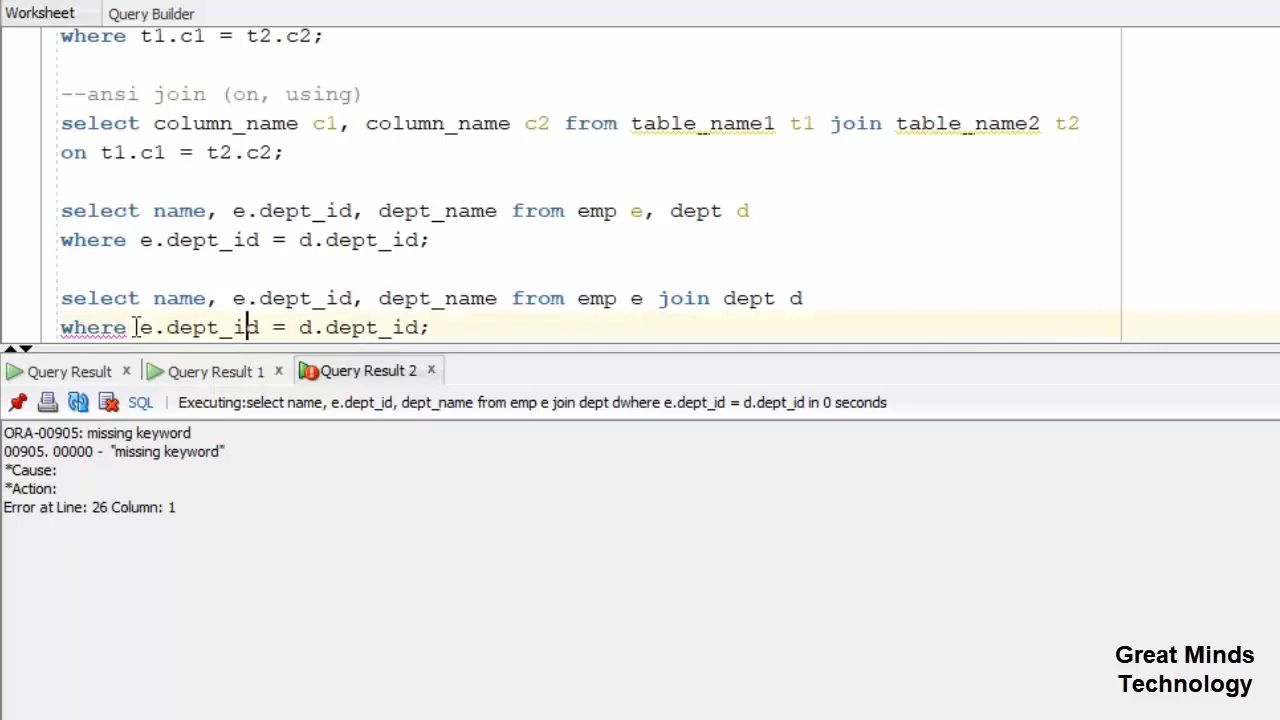 Worksheet Query Builder
where t1.c1 = t2.c2;
--ansi join (on, using)
select column_name c1, column_name c2 from table_name1 t1 join table_name2 t2
on t1.c1 = t2.c2;
select name, e.dept_id, dept_name from emp e, dept d
where e.dept_id = d.dept_id;
select name, e.dept_id, dept_name from emp e join dept d
where e.dept_id = d.dept_id;
Query Result × Query Result 1 × Query Result 2 ×
SQL | Executing:select name, e.dept_id, dept_name from emp e join dept dwhere e.dept_id = d.dept_id in 0 seconds
ORA-00905: missing keyword
00905. 00000 - "missing keyword"
*Cause:
*Action:
Error at Line: 26 Column: 1
Great Minds
Technology